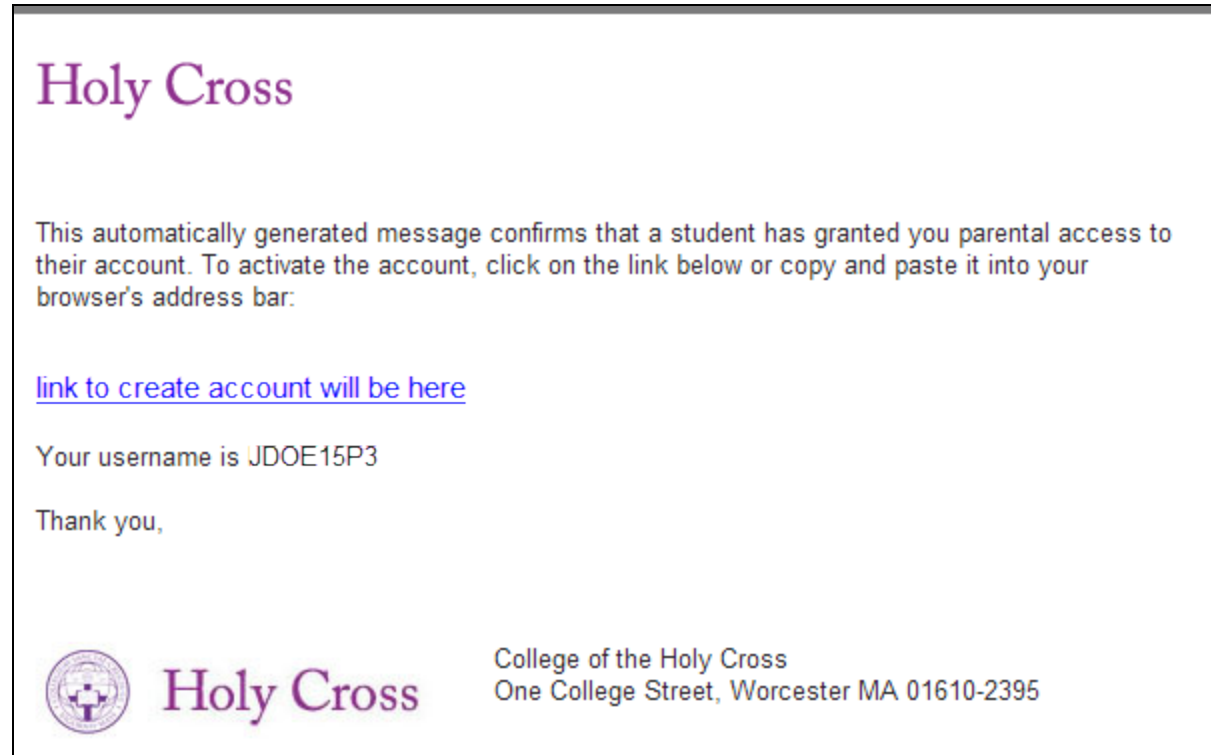 Holy Cross
This automatically generated message confirms that a student has granted you parental access to
their account. To activate the account, click on the link below or copy and paste it into your
browser's address bar:
link to create account will be here
Your username is JDOE15P3
Thank you,
Holy Cross
College of the Holy Cross
One College Street, Worcester MA 01610-2395